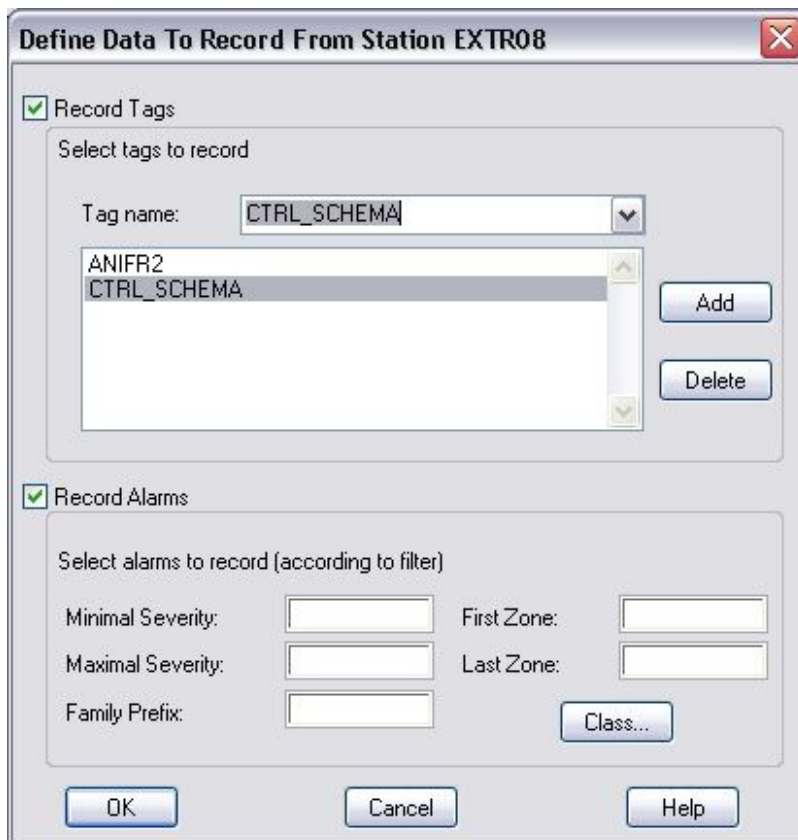 Define Data To Record From Station EXTR08
Record Tags
Select tags to record
Tag name: CTRL_SCHEMA
ANIFR2
CTRL_SCHEMA
Add
Delete
Record Alarms
Select alarms to record (according to filter)
Minimal Severity: First Zone:
Maximal Severity: Last Zone:
Family Prefix: Class...
OK Cancel Help